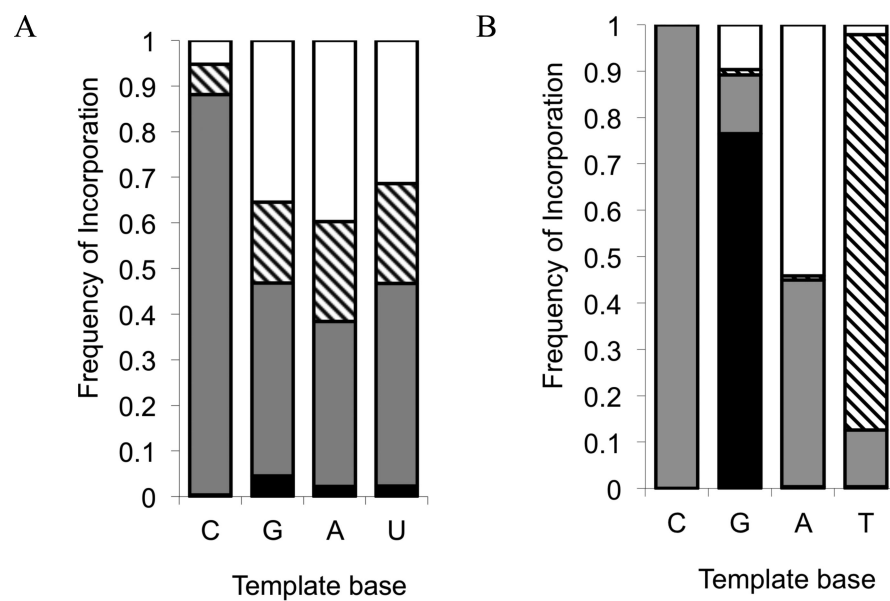 A
Frequency of Incorporation
1
0.9
0.8
0.7
0.6
0.5
0.4
0.3
0.2
0.1
0
C G A U
Template base
B
Frequency of Incorporation
1
0.9
0.8
0.7
0.6
0.5
0.4
0.3
0.2
0.1
0
C G A T
Template base